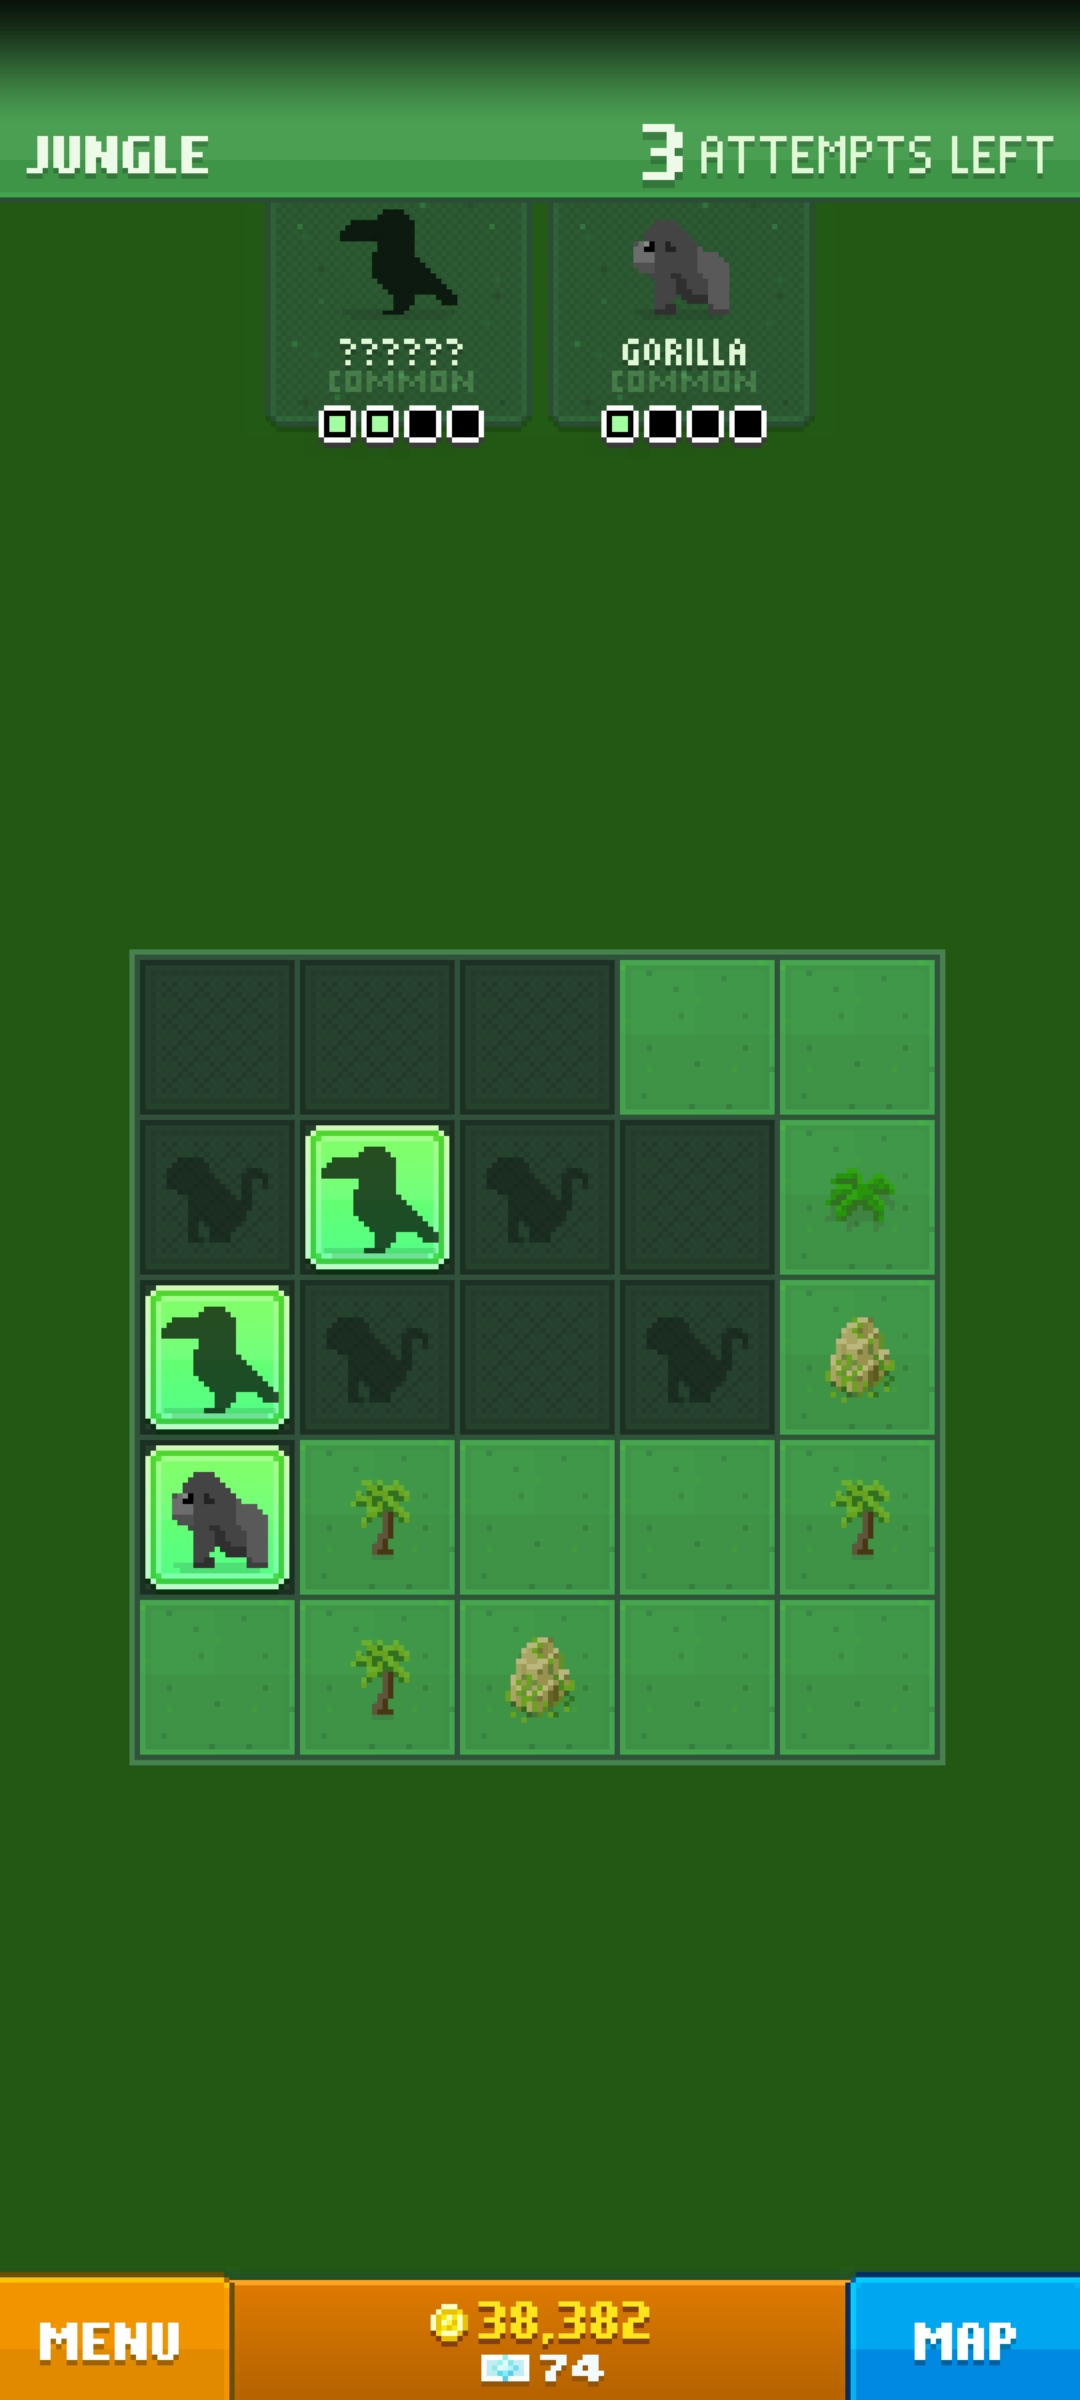 JUNGLE
3 ATTEMPTS LEFT
??????
COMMON
GORILLA
COMMON
MENU
38,382
74
MAP